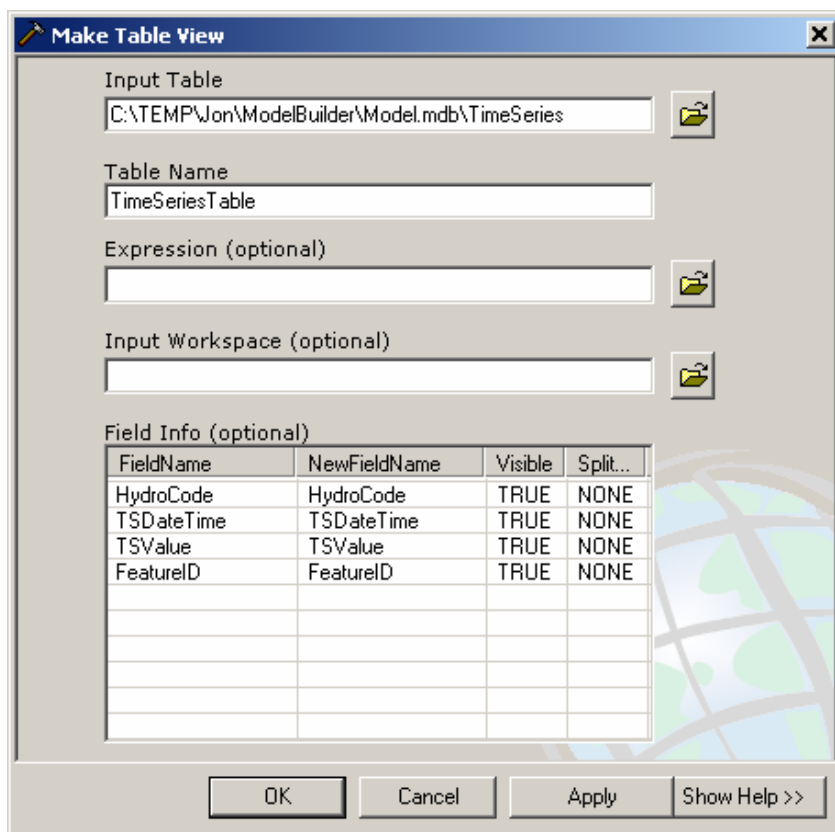 Make Table View
Input Table
C:\TEMP\Jon\ModelBuilder\Model.mdb\TimeSeries
Table Name
TimeSeriesTable
Expression (optional)
Input Workspace (optional)
Field Info (optional)
FieldName NewFieldName Visible Split...
HydroCode HydroCode TRUE NONE
TSDateTime TSDateTime TRUE NONE
TSValue TSValue TRUE NONE
FeatureID FeatureID TRUE NONE
OK Cancel Apply Show Help >>